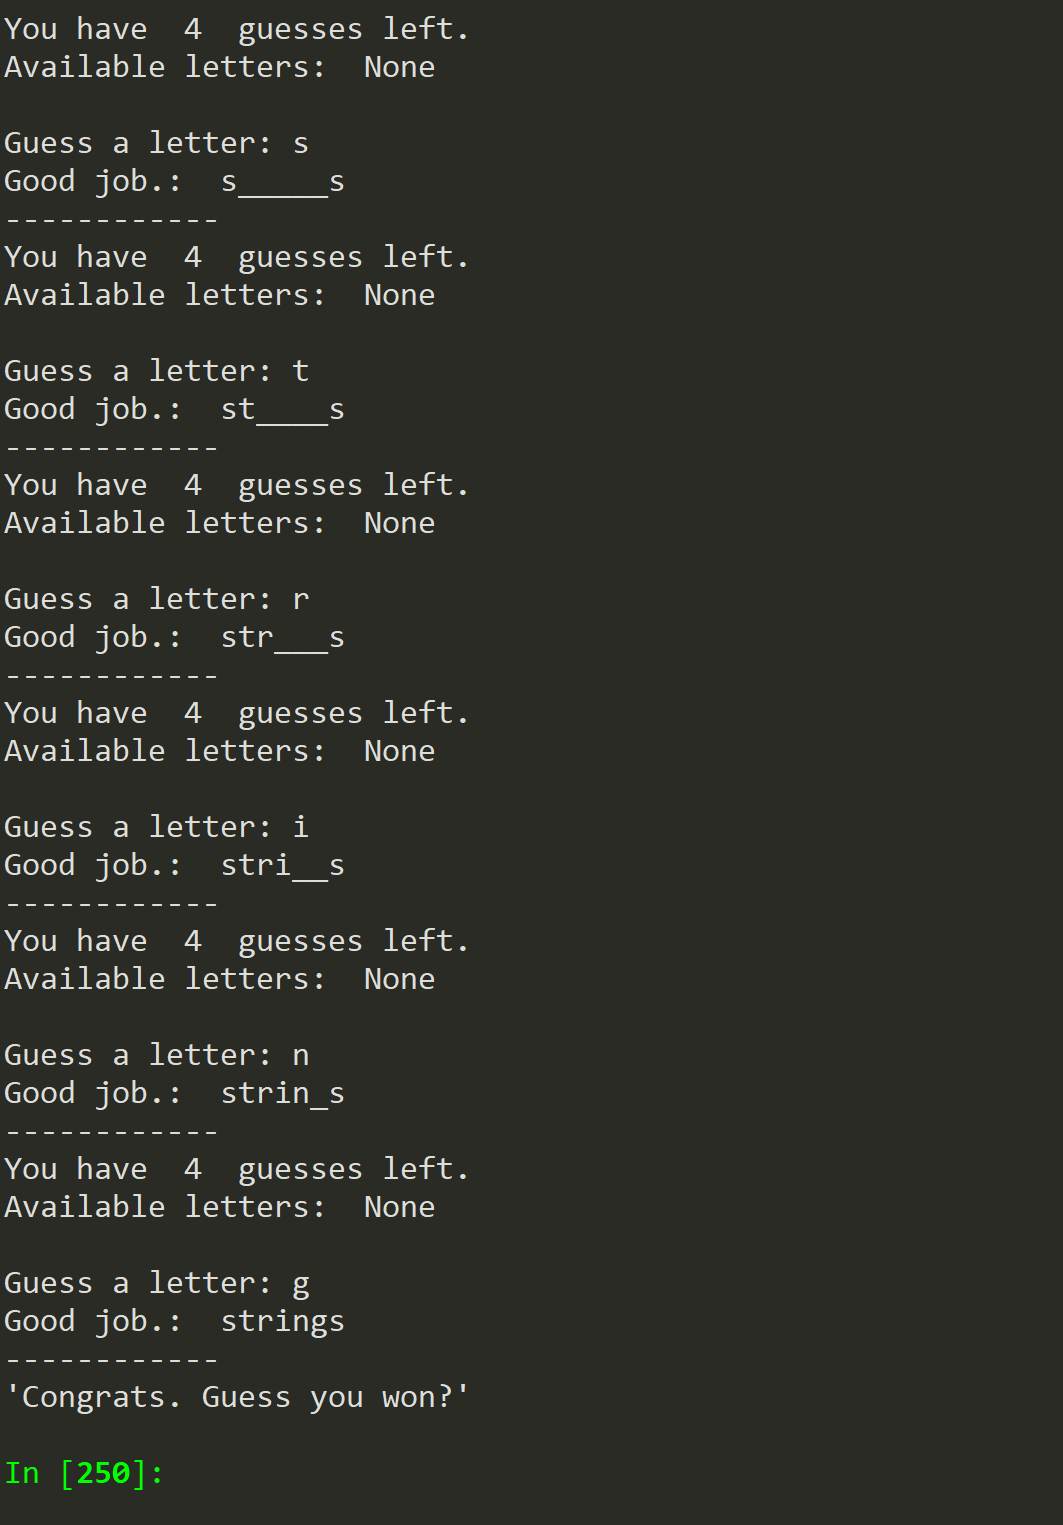 You have  4  guesses left.
Available letters:  None
Guess a letter: s
Good job.:  s_____s
------------
You have  4  guesses left.
Available letters:  None
Guess a letter: t
Good job.:  st____s
------------
You have  4  guesses left.
Available letters:  None
Guess a letter: r
Good job.:  str___s
------------
You have  4  guesses left.
Available letters:  None
Guess a letter: i
Good job.:  stri__s
------------
You have  4  guesses left.
Available letters:  None
Guess a letter: n
Good job.:  strin_s
------------
You have  4  guesses left.
Available letters:  None
Guess a letter: g
Good job.:  strings
------------
'Congrats. Guess you won?'
In [250]: